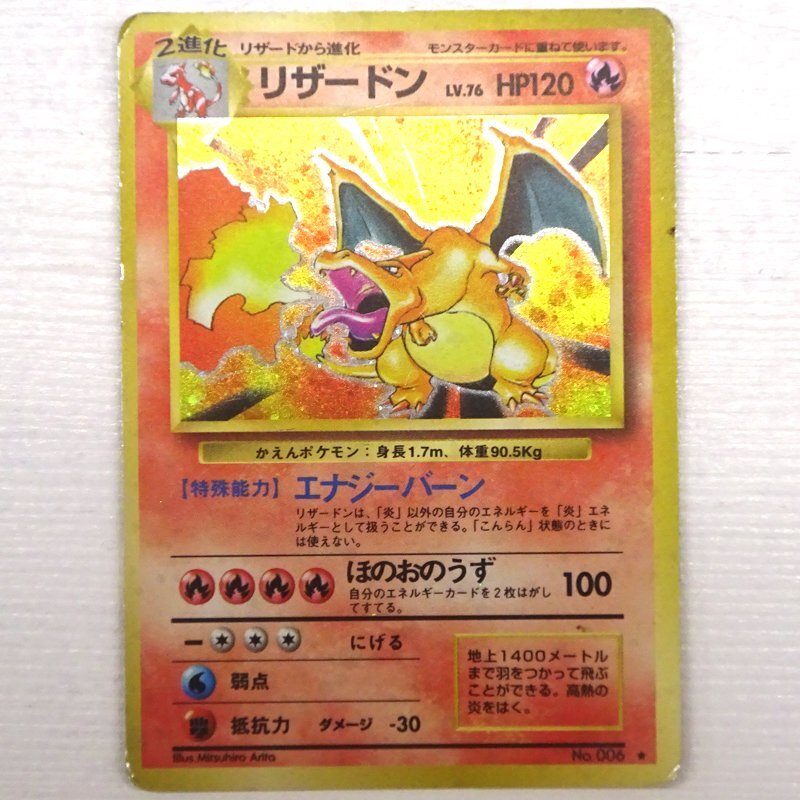 2進化 リザードから進化 モンスターカードに重ねて使います。
リザードン LV.76 HP120
かえんポケモン：身長1.7m、体重90.5Kg
【特殊能力】エナジーバーン
リザードンは、「炎」以外の自分のエネルギーを「炎」エネ
ルギーとして扱うことができる。「こんらん」状態のときに
は使えない。
ほのおのうず 100
自分のエネルギーカードを2枚はがし
てすてる。
にげる
弱点
抵抗力 ダメージ -30
地上1400メートル
まで羽をつかって飛ぶ
ことができる。高熱の
炎をはく。
Illus.Mitsuhiro Arita No.006 ★